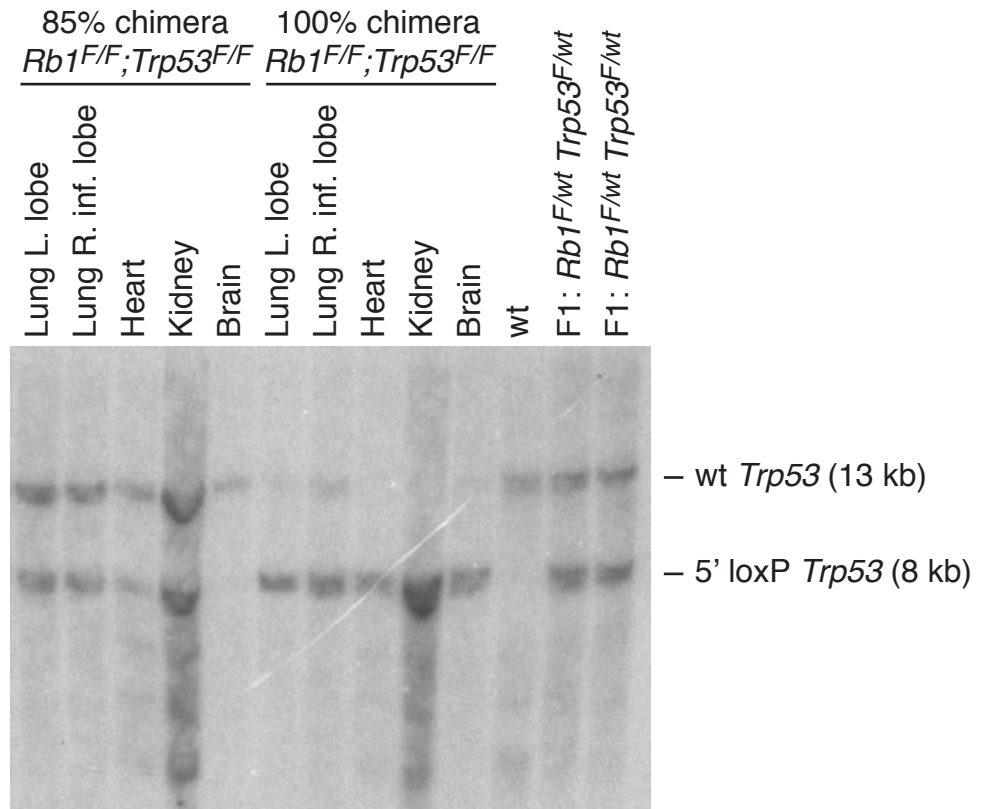 85% chimera
Rb1F/F;Trp53F/F
100% chimera
Rb1F/F;Trp53F/F
Lung L. lobe
Lung R. inf. lobe
Heart
Kidney
Brain
Lung L. lobe
Lung R. inf. lobe
Heart
Kidney
Brain
wt
F1: Rb1F/wt Trp53F/wt
F1: Rb1F/wt Trp53F/wt
– wt Trp53 (13 kb)
– 5’ loxP Trp53 (8 kb)